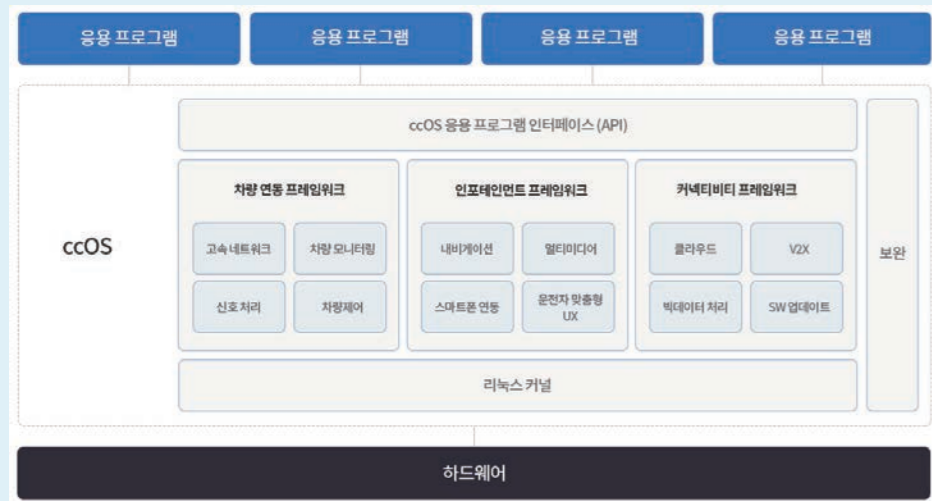 응용 프로그램 응용 프로그램 응용 프로그램 응용 프로그램
ccOS 응용 프로그램 인터페이스 (API)
차량 연동 프레임워크 인포테인먼트 프레임워크 커넥티비티 프레임워크
ccOS
고속 네트워크 차량 모니터링 내비게이션 멀티미디어 클라우드 V2X
보완
신호 처리 차량제어 스마트폰 연동 운전자 맞춤형
UX
빅데이터 처리 SW 업데이트
리눅스 커널
하드웨어